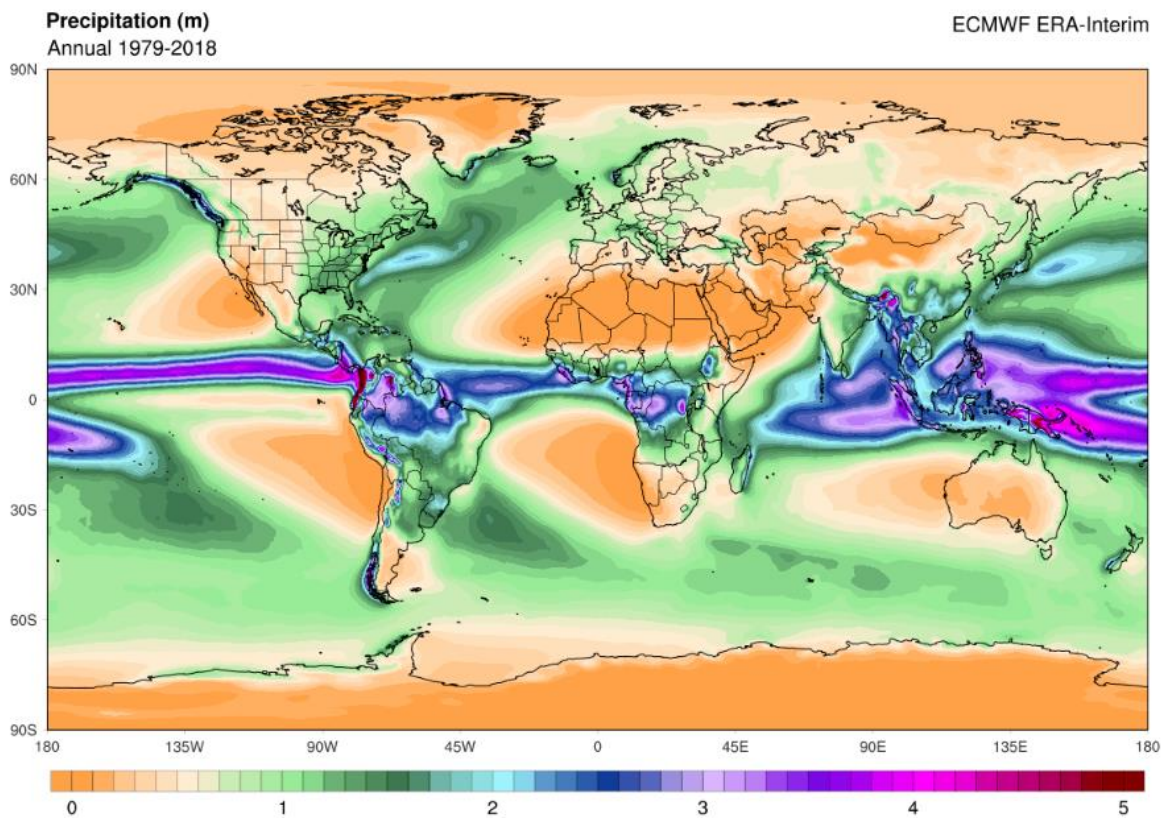 Precipitation (m)
ECMWF ERA-Interim
Annual 1979-2018
90N
60N
30N
0
30S
60S
90S
180 135W 90W 45W 0 45E 90E 135E 180
0 1 2 3 4 5